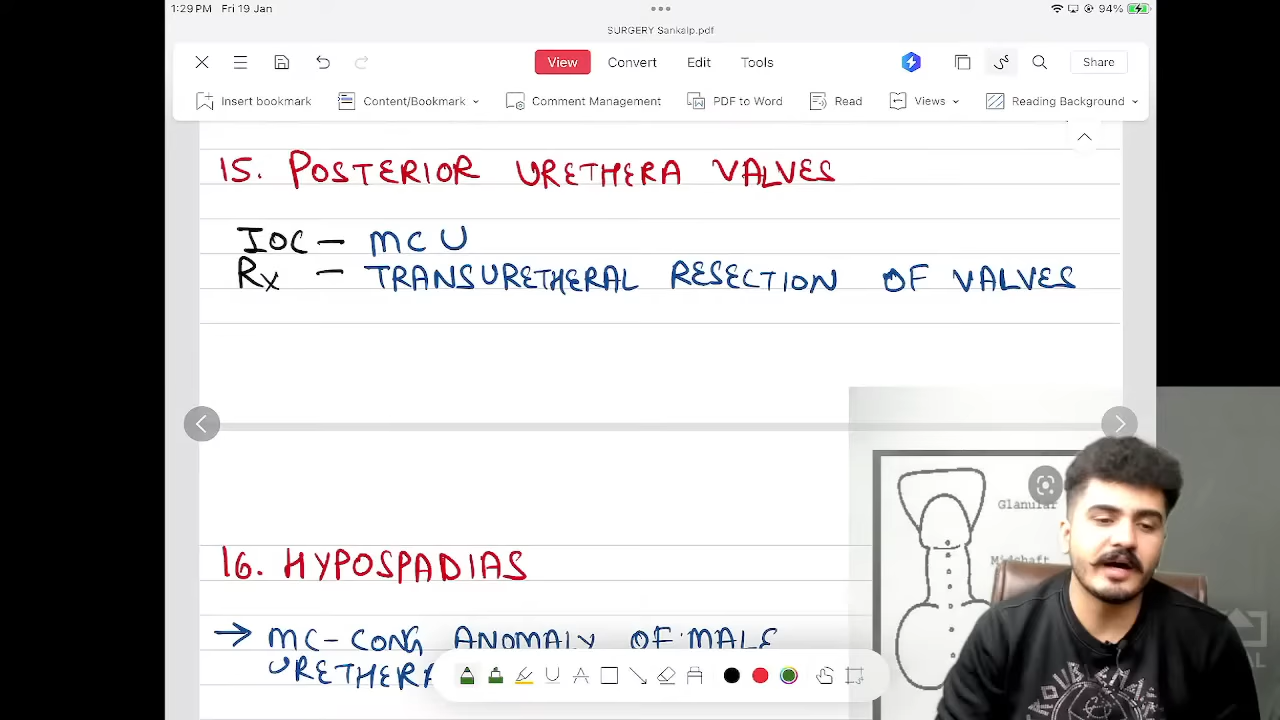 1:29 PM Fri 19 Jan
94%
SURGERY Sankalp.pdf
View Convert Edit Tools Share
Insert bookmark Content/Bookmark Comment Management PDF to Word Read Views Reading Background
15. POSTERIOR URETHERA VALVES
IOC - MCU
Rx - TRANSURETHERAL RESECTION OF VALVES
Glanular
Midshaft
16. HYPOSPADIAS
→ MC-CONG ANOMALY OF MALE
URETHERA